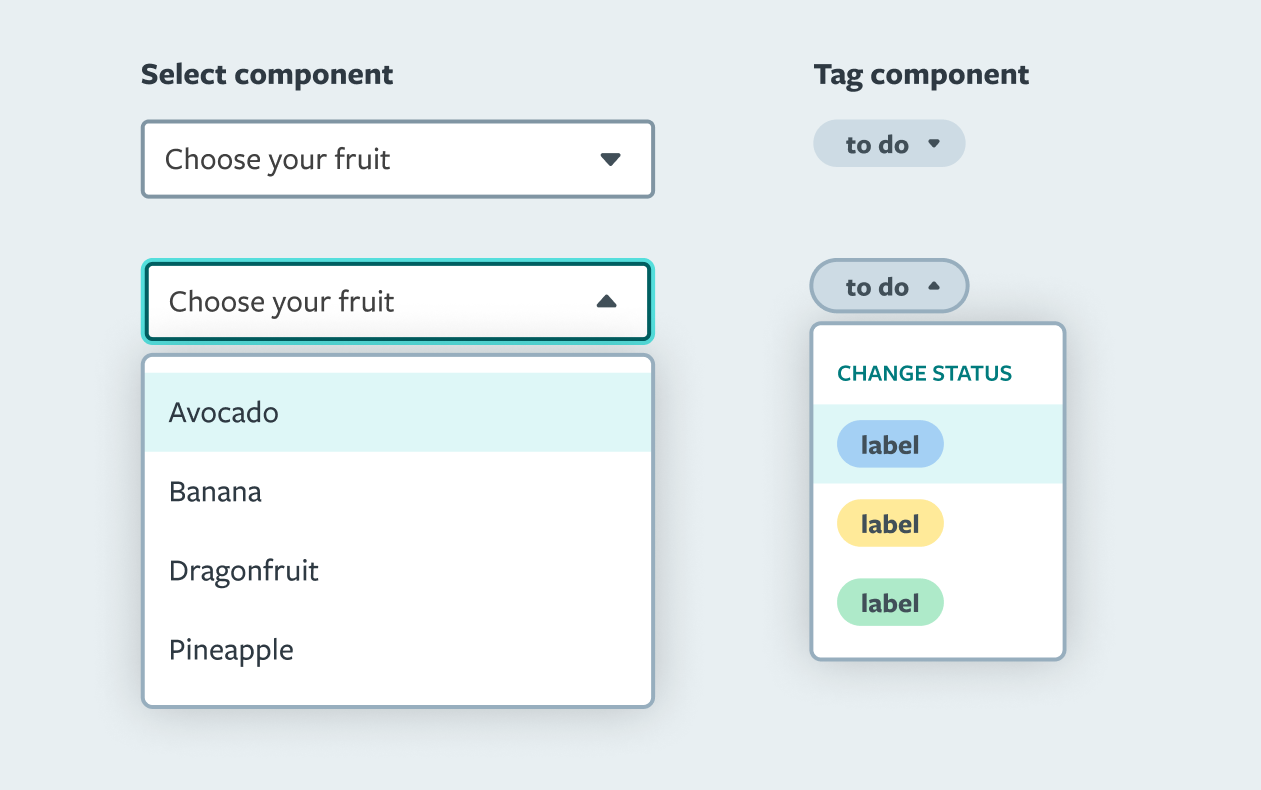 Select component
Choose your fruit
Choose your fruit
Avocado
Banana
Dragonfruit
Pineapple
Tag component
to do
to do
CHANGE STATUS
label
label
label